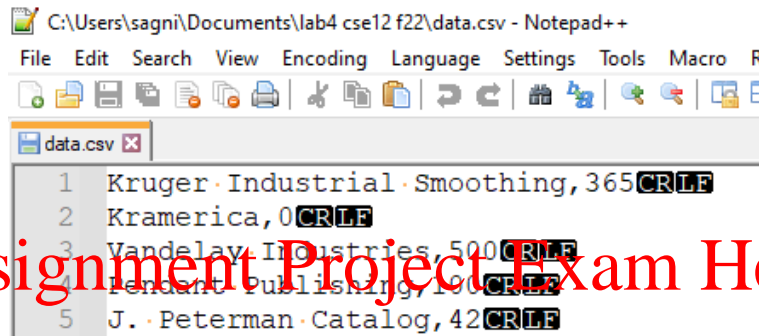 C:\Users\sagni\Documents\lab4 cse12 f22\data.csv - Notepad++
File Edit Search View Encoding Language Settings Tools Macro R
data.csv
1 Kruger Industrial Smoothing,365CRLF
2 Kramerica,0CRLF
3 Vandelay Industries,500CRLF
signment Project Exam He
4 Pendant Publishing,100CRLF
5 J. Peterman Catalog,42CRLF